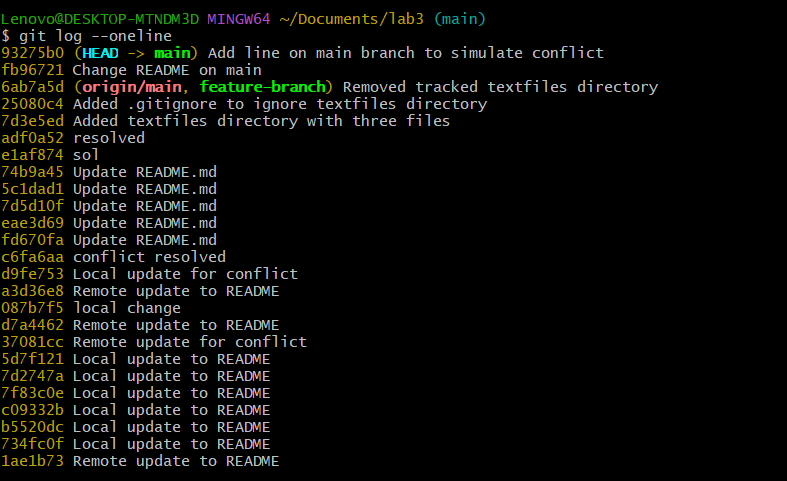 Lenovo@DESKTOP-MTNDM3D MINGW64 ~/Documents/lab3 (main)
$ git log --oneline
93275b0 (HEAD -> main) Add line on main branch to simulate conflict
fb96721 Change README on main
6ab7a5d (origin/main, feature-branch) Removed tracked textfiles directory
25080c4 Added .gitignore to ignore textfiles directory
7d3e5ed Added textfiles directory with three files
adf0a52 resolved
e1af874 sol
74b9a45 Update README.md
5c1dad1 Update README.md
7d5d10f Update README.md
eae3d69 Update README.md
fd670fa Update README.md
c6fa6aa conflict resolved
d9fe753 Local update for conflict
a3d36e8 Remote update to README
087b7f5 local change
d7a4462 Remote update to README
37081cc Remote update for conflict
5d7f121 Local update to README
7d2747a Local update to README
7f83c0e Local update to README
c09332b Local update to README
b5520dc Local update to README
734fc0f Local update to README
1ae1b73 Remote update to README